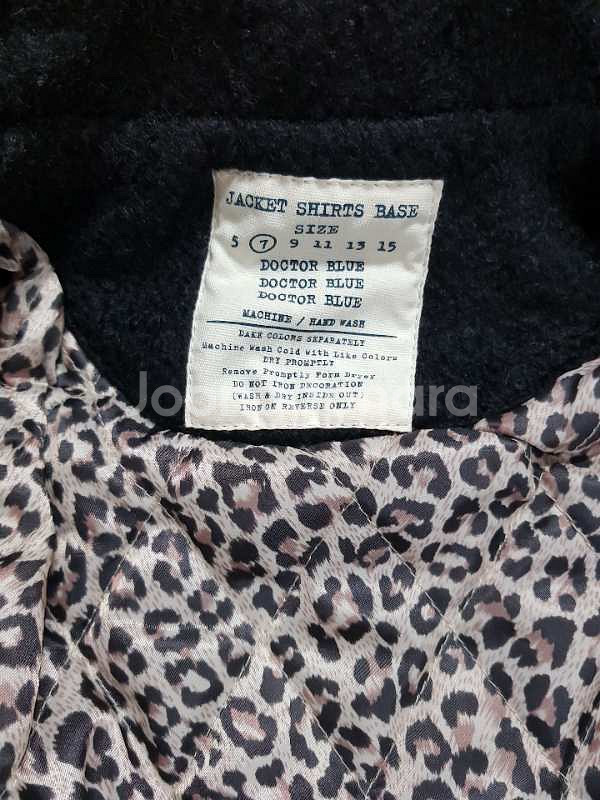 JACKET SHIRTS BASE
SIZE
5 7 9 11 13 15
DOCTOR BLUE
DOCTOR BLUE
DOCTOR BLUE
MACHINE / HAND WASH
DARK COLORS SEPARATELY
Machine Wash Cold with Like Colors
DRY PROMPTLY
Remove Promptly Forn Dryer
DO NOT IRON DECORATION
(WASH & DRY INSIDE OUT)
IRON ON REVERSE ONLY